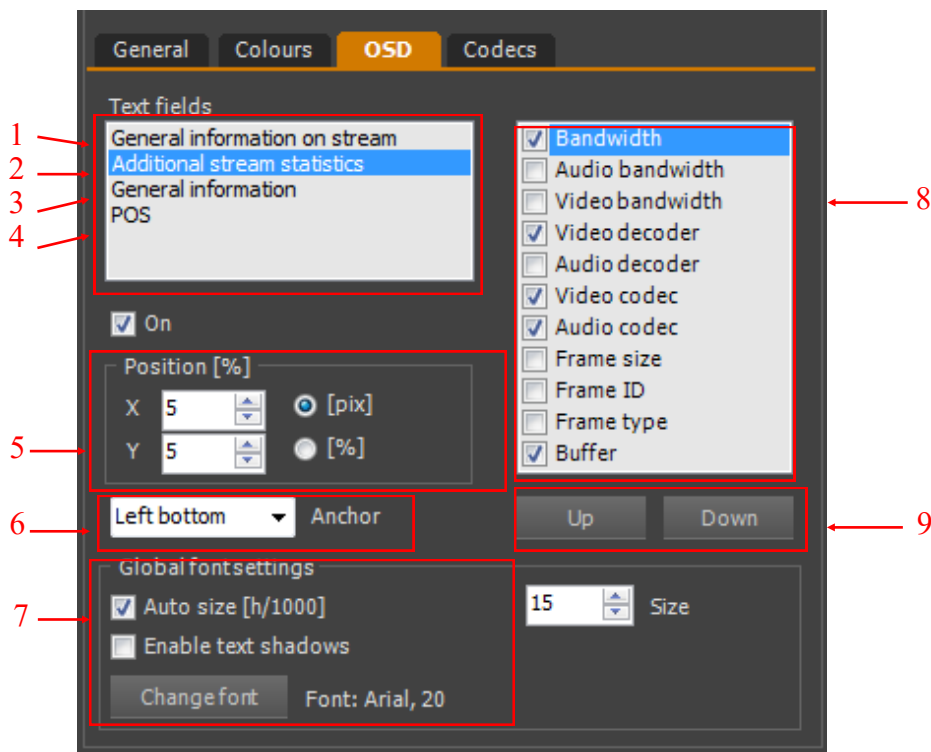 General Colours OSD Codecs
Text fields
1 General information on stream
2 Additional stream statistics
3 General information
4 POS
Bandwidth
Audio bandwidth
Video bandwidth
8
Video decoder
Audio decoder
Video codec
Audio codec
Frame size
Frame ID
Frame type
Buffer
On
Position [%]
X 5 [pix]
Y 5 [%]
5
6 Left bottom Anchor
Up Down 9
Global font settings
7 Auto size [h/1000]
15 Size
Enable text shadows
Change font Font: Arial, 20